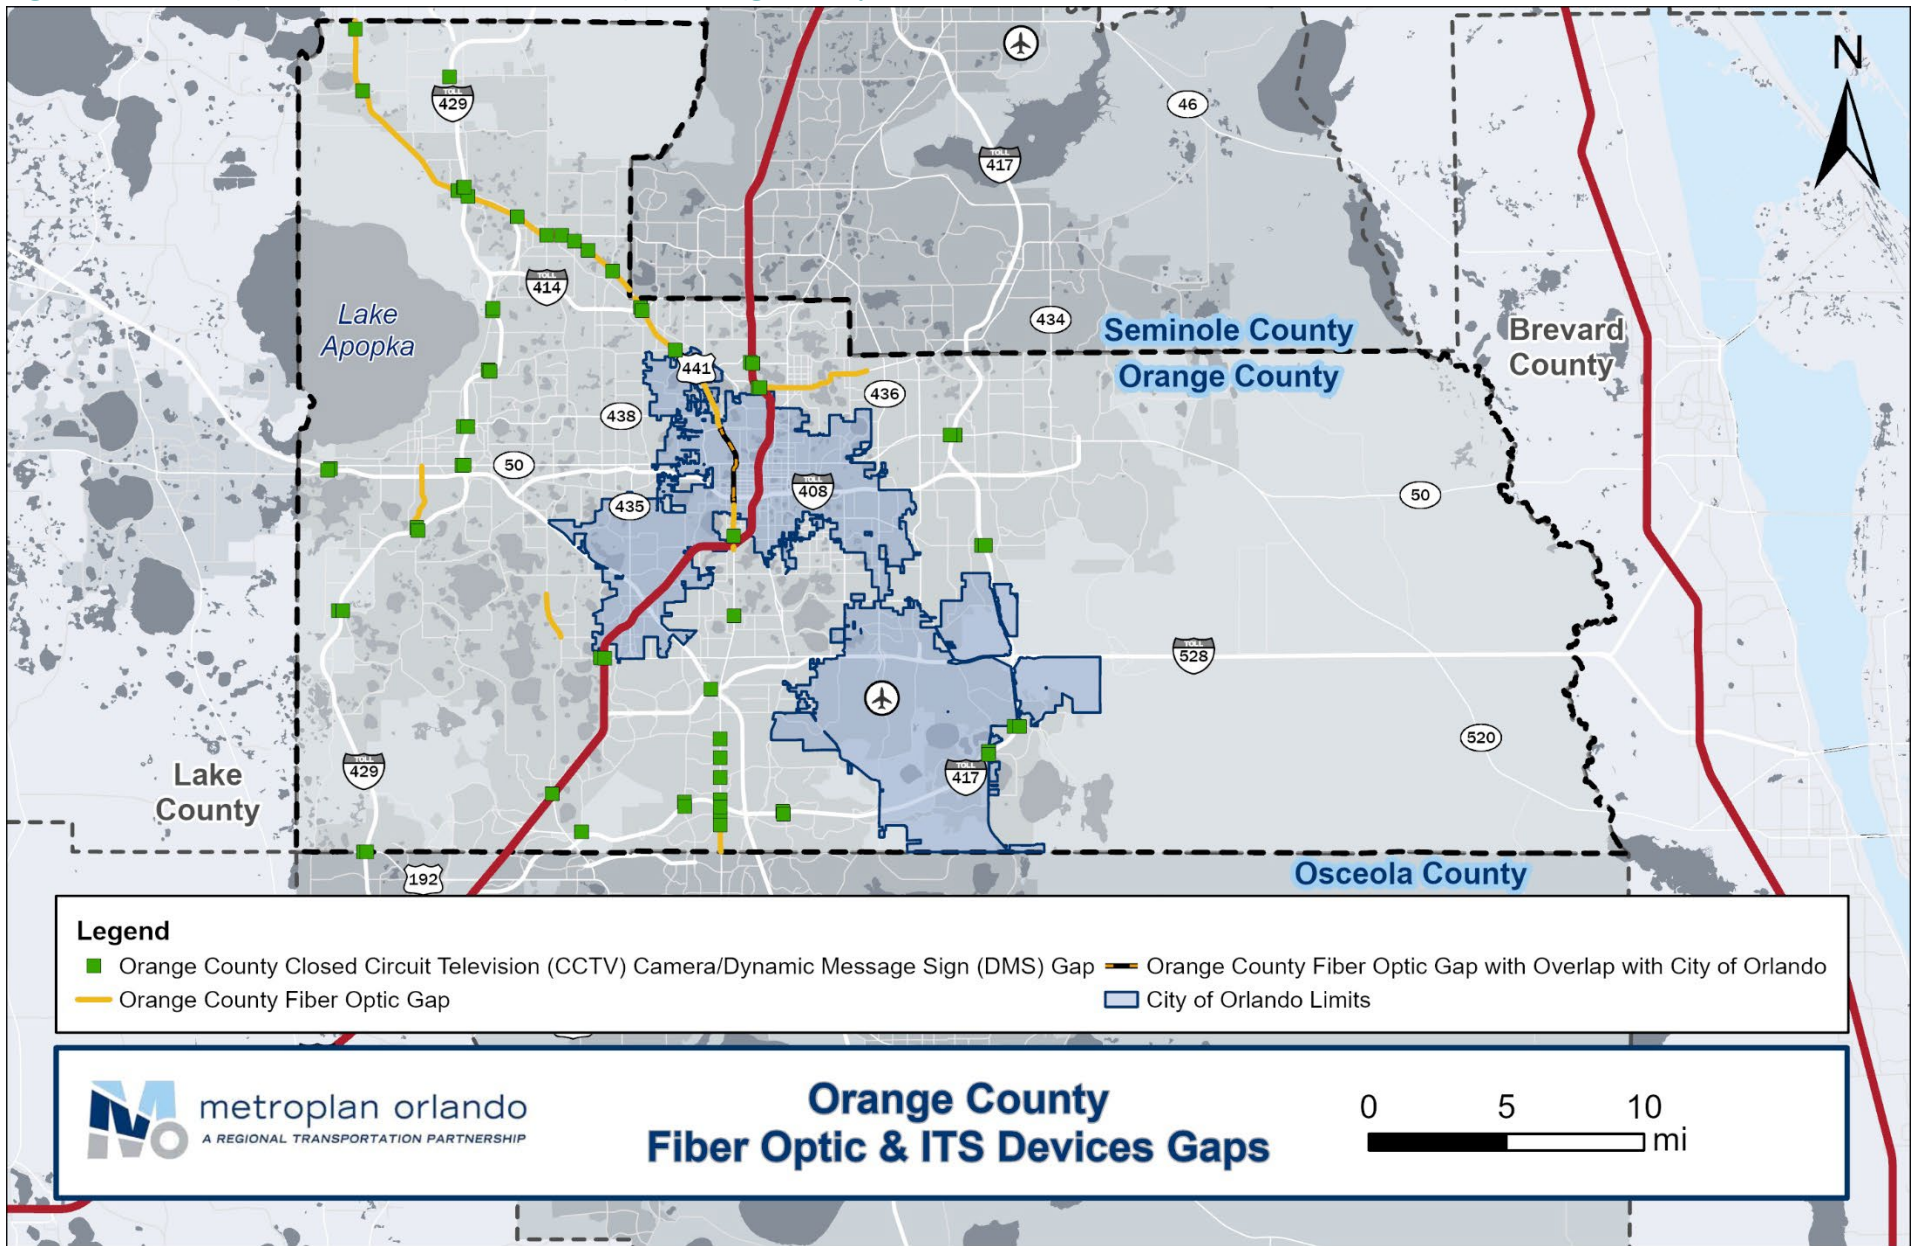 N
TOLL
429
TOLL
417
46
TOLL
414
Lake
Apopka
434
Seminole County
Orange County
Brevard
County
441
436
438
50
435
TOLL
408
50
TOLL
528
520
Lake
County
TOLL
429
TOLL
417
192
Osceola County
Legend
Orange County Closed Circuit Television (CCTV) Camera/Dynamic Message Sign (DMS) Gap
Orange County Fiber Optic Gap with Overlap with City of Orlando
Orange County Fiber Optic Gap
City of Orlando Limits
metroplan orlando
A REGIONAL TRANSPORTATION PARTNERSHIP
Orange County
Fiber Optic & ITS Devices Gaps
0 5 10
mi